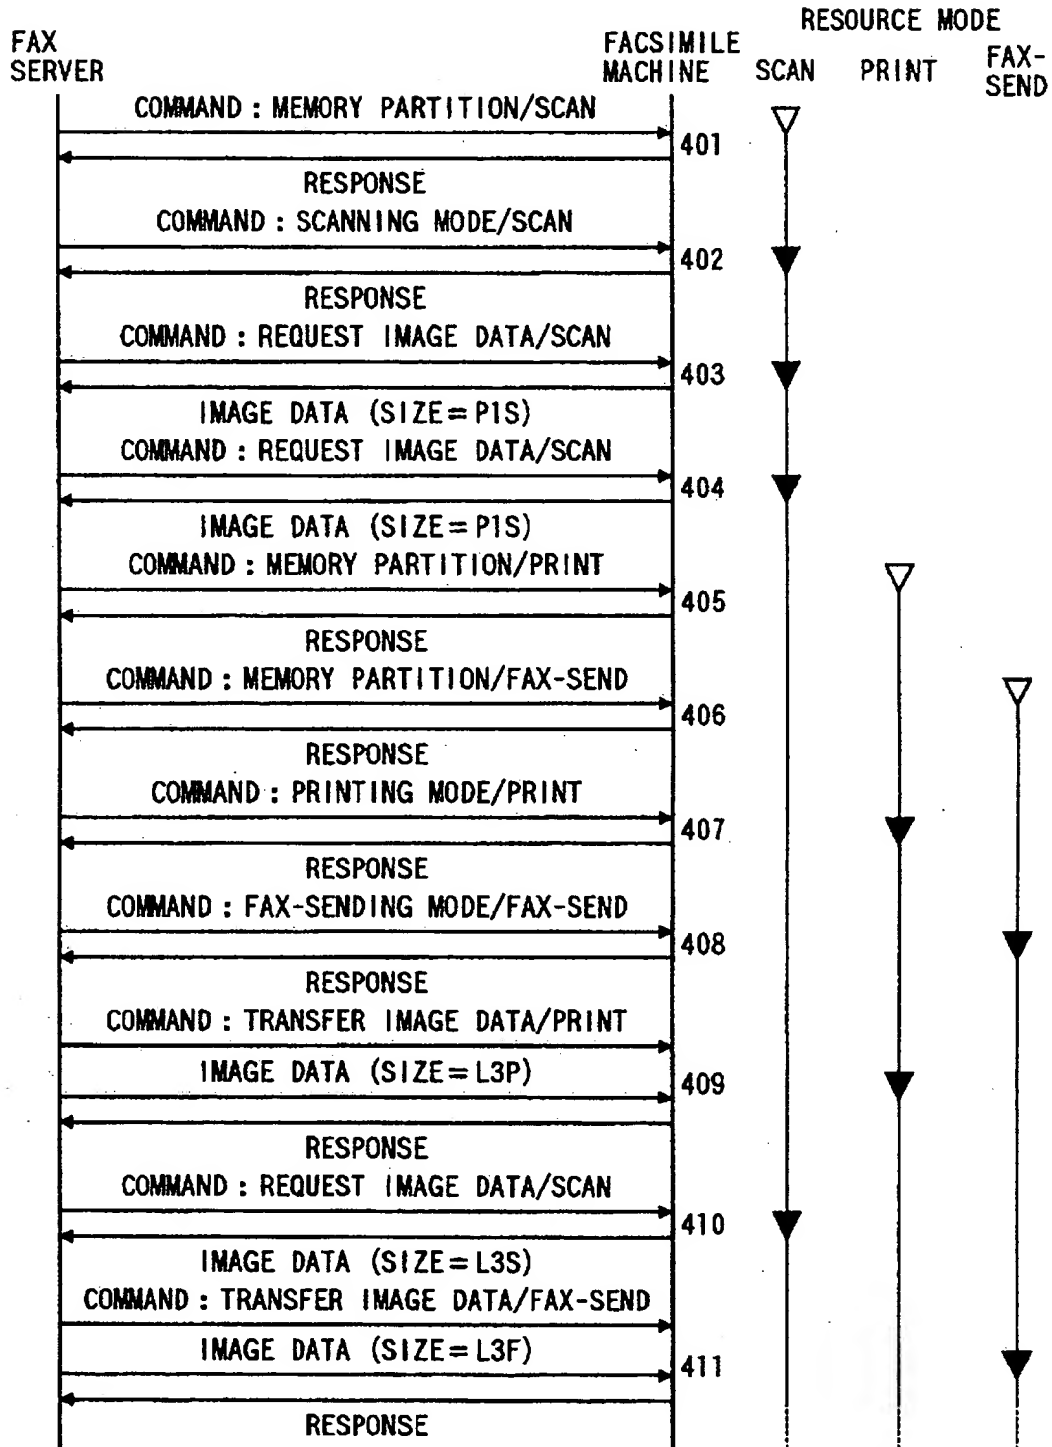 RESOURCE MODE
FAX SERVER
FACSIMILE MACHINE
SCAN
PRINT
FAX-SEND
COMMAND : MEMORY PARTITION/SCAN
401
RESPONSE
COMMAND : SCANNING MODE/SCAN
402
RESPONSE
COMMAND : REQUEST IMAGE DATA/SCAN
403
IMAGE DATA (SIZE=P1S)
COMMAND : REQUEST IMAGE DATA/SCAN
404
IMAGE DATA (SIZE=P1S)
COMMAND : MEMORY PARTITION/PRINT
405
RESPONSE
COMMAND : MEMORY PARTITION/FAX-SEND
406
RESPONSE
COMMAND : PRINTING MODE/PRINT
407
RESPONSE
COMMAND : FAX-SENDING MODE/FAX-SEND
408
RESPONSE
COMMAND : TRANSFER IMAGE DATA/PRINT
IMAGE DATA (SIZE=L3P)
409
RESPONSE
COMMAND : REQUEST IMAGE DATA/SCAN
410
IMAGE DATA (SIZE=L3S)
COMMAND : TRANSFER IMAGE DATA/FAX-SEND
IMAGE DATA (SIZE=L3F)
411
RESPONSE